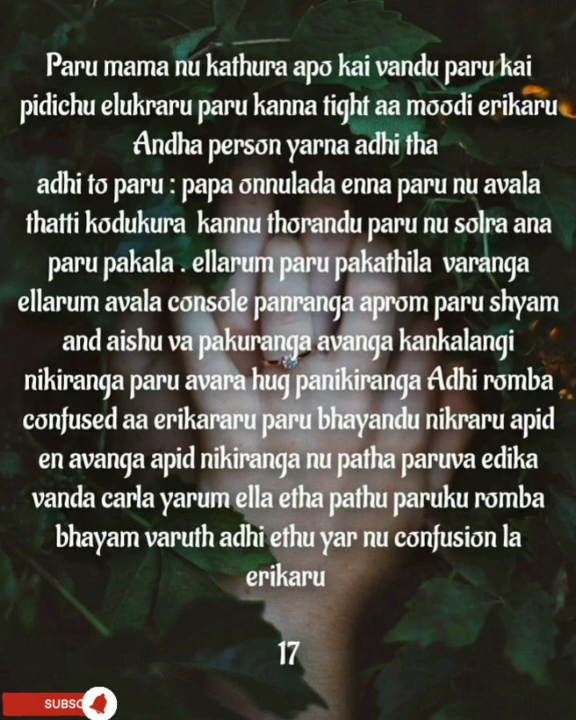 Paru mama nu kathura apo kai vandu paru kai
pidichu elukraru paru kanna tight aa moodi erikaru
Andha person yarna adhi tha
adhi to paru : papa onnulada enna paru nu avala
thatti kodukura kannu thorandu paru nu solra ana
paru pakala . ellarum paru pakathila varanga
ellarum avala console panranga aprom paru shyam
and aishu va pakuranga avanga kankalangi
nikiranga paru avara hug panikiranga Adhi romba
confused aa erikararu paru bhayandu nikraru apid
en avanga apid nikiranga nu patha paruva edika
vanda carla yarum ella etha pathu paruku romba
bhayam varuth adhi ethu yar nu confusion la
erikaru
17
SUBSC